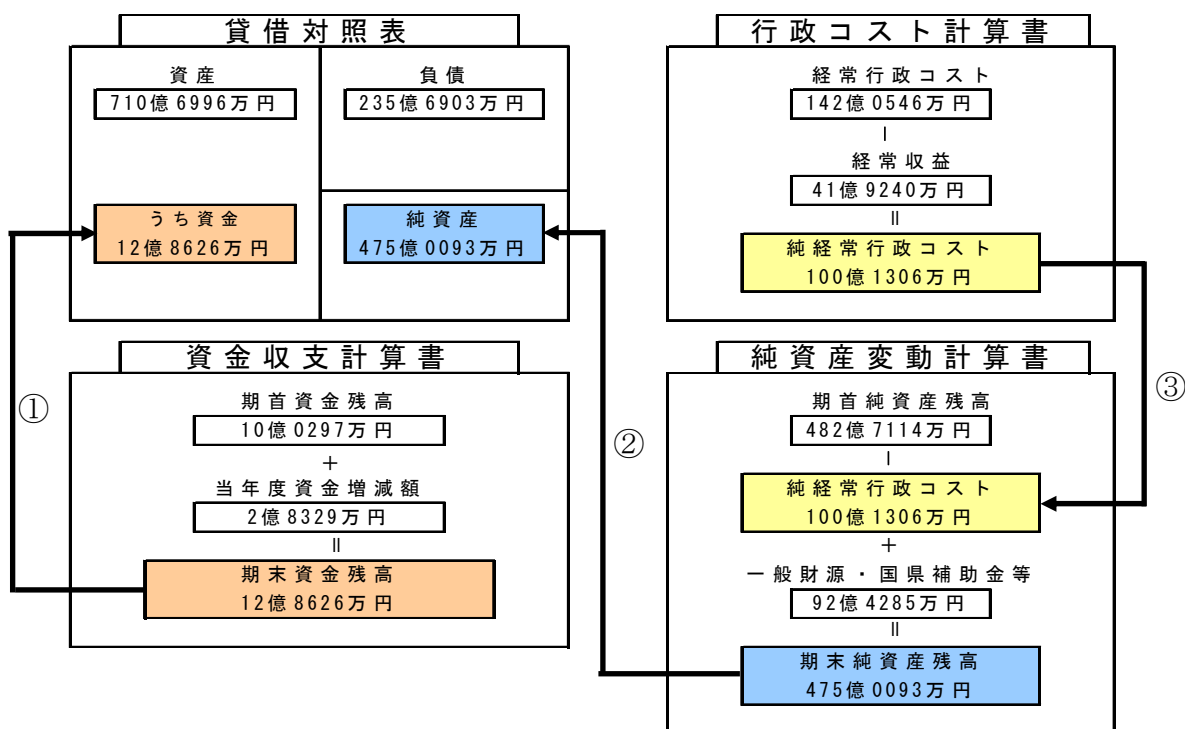 貸借対照表
資産
710億6996万円
負債
235億6903万円
うち資金
12億8626万円
純資産
475億0093万円
行政コスト計算書
経常行政コスト
142億0546万円
－
経常収益
41億9240万円
＝
純経常行政コスト
100億1306万円
資金収支計算書
期首資金残高
10億0297万円
＋
当年度資金増減額
2億8329万円
＝
期末資金残高
12億8626万円
純資産変動計算書
期首純資産残高
482億7114万円
－
純経常行政コスト
100億1306万円
＋
一般財源・国県補助金等
92億4285万円
＝
期末純資産残高
475億0093万円
①
②
③